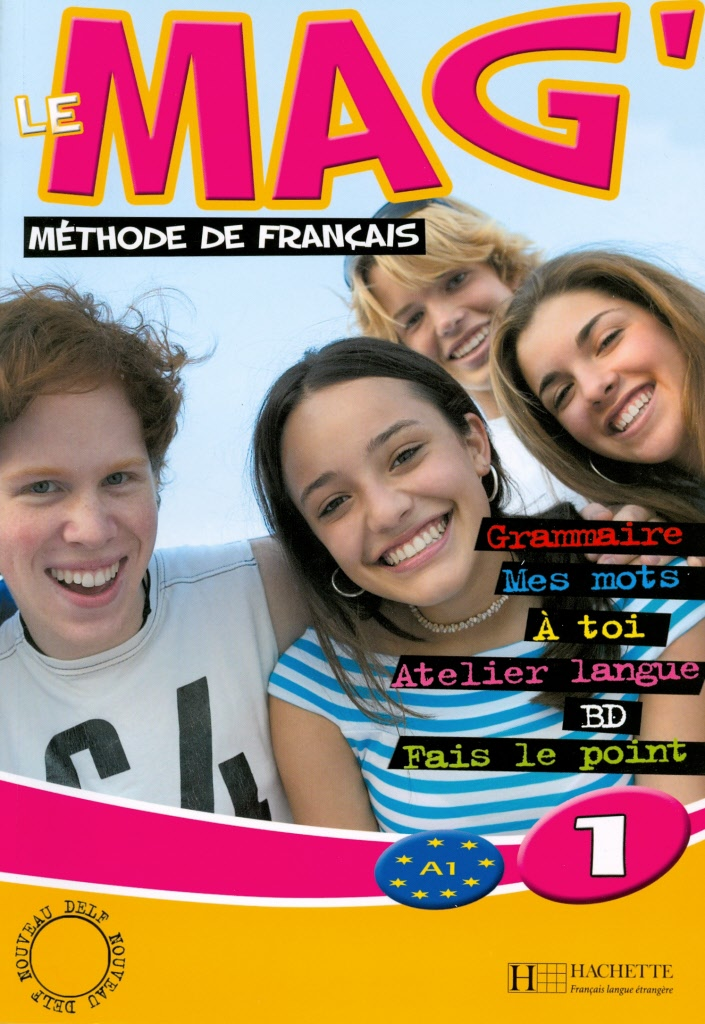 LE MAG'
MÉTHODE DE FRANÇAIS
Grammaire
Mes mots
À toi
Atelier langue
BD
Fais le point
64
A1
1
NOUVEAU DELF NOUVEAU DELF
H HACHETTE
Français langue étrangère